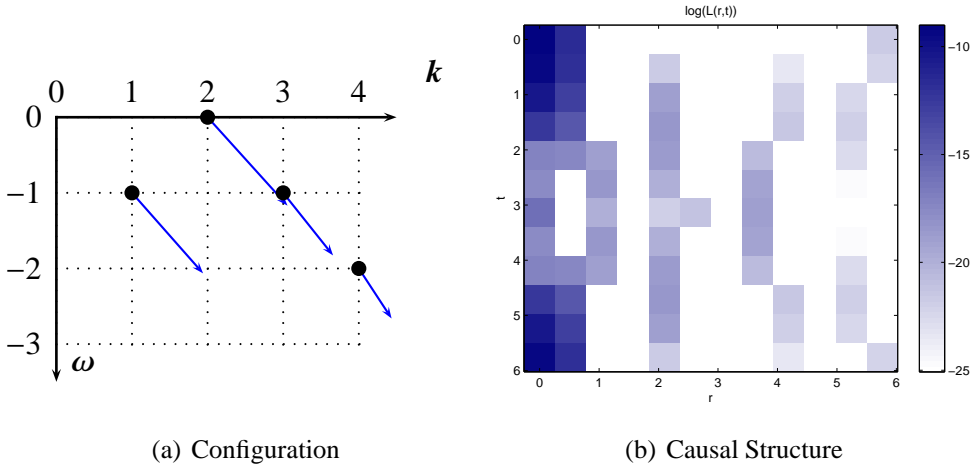 k
0 1 2 3 4
0
−1
−2
−3
ω
(a) Configuration
log(L(r,t))
0
1
2
3
4
5
6
t
0 1 2 3 4 5 6
r
−10
−15
−20
−25
(b) Causal Structure